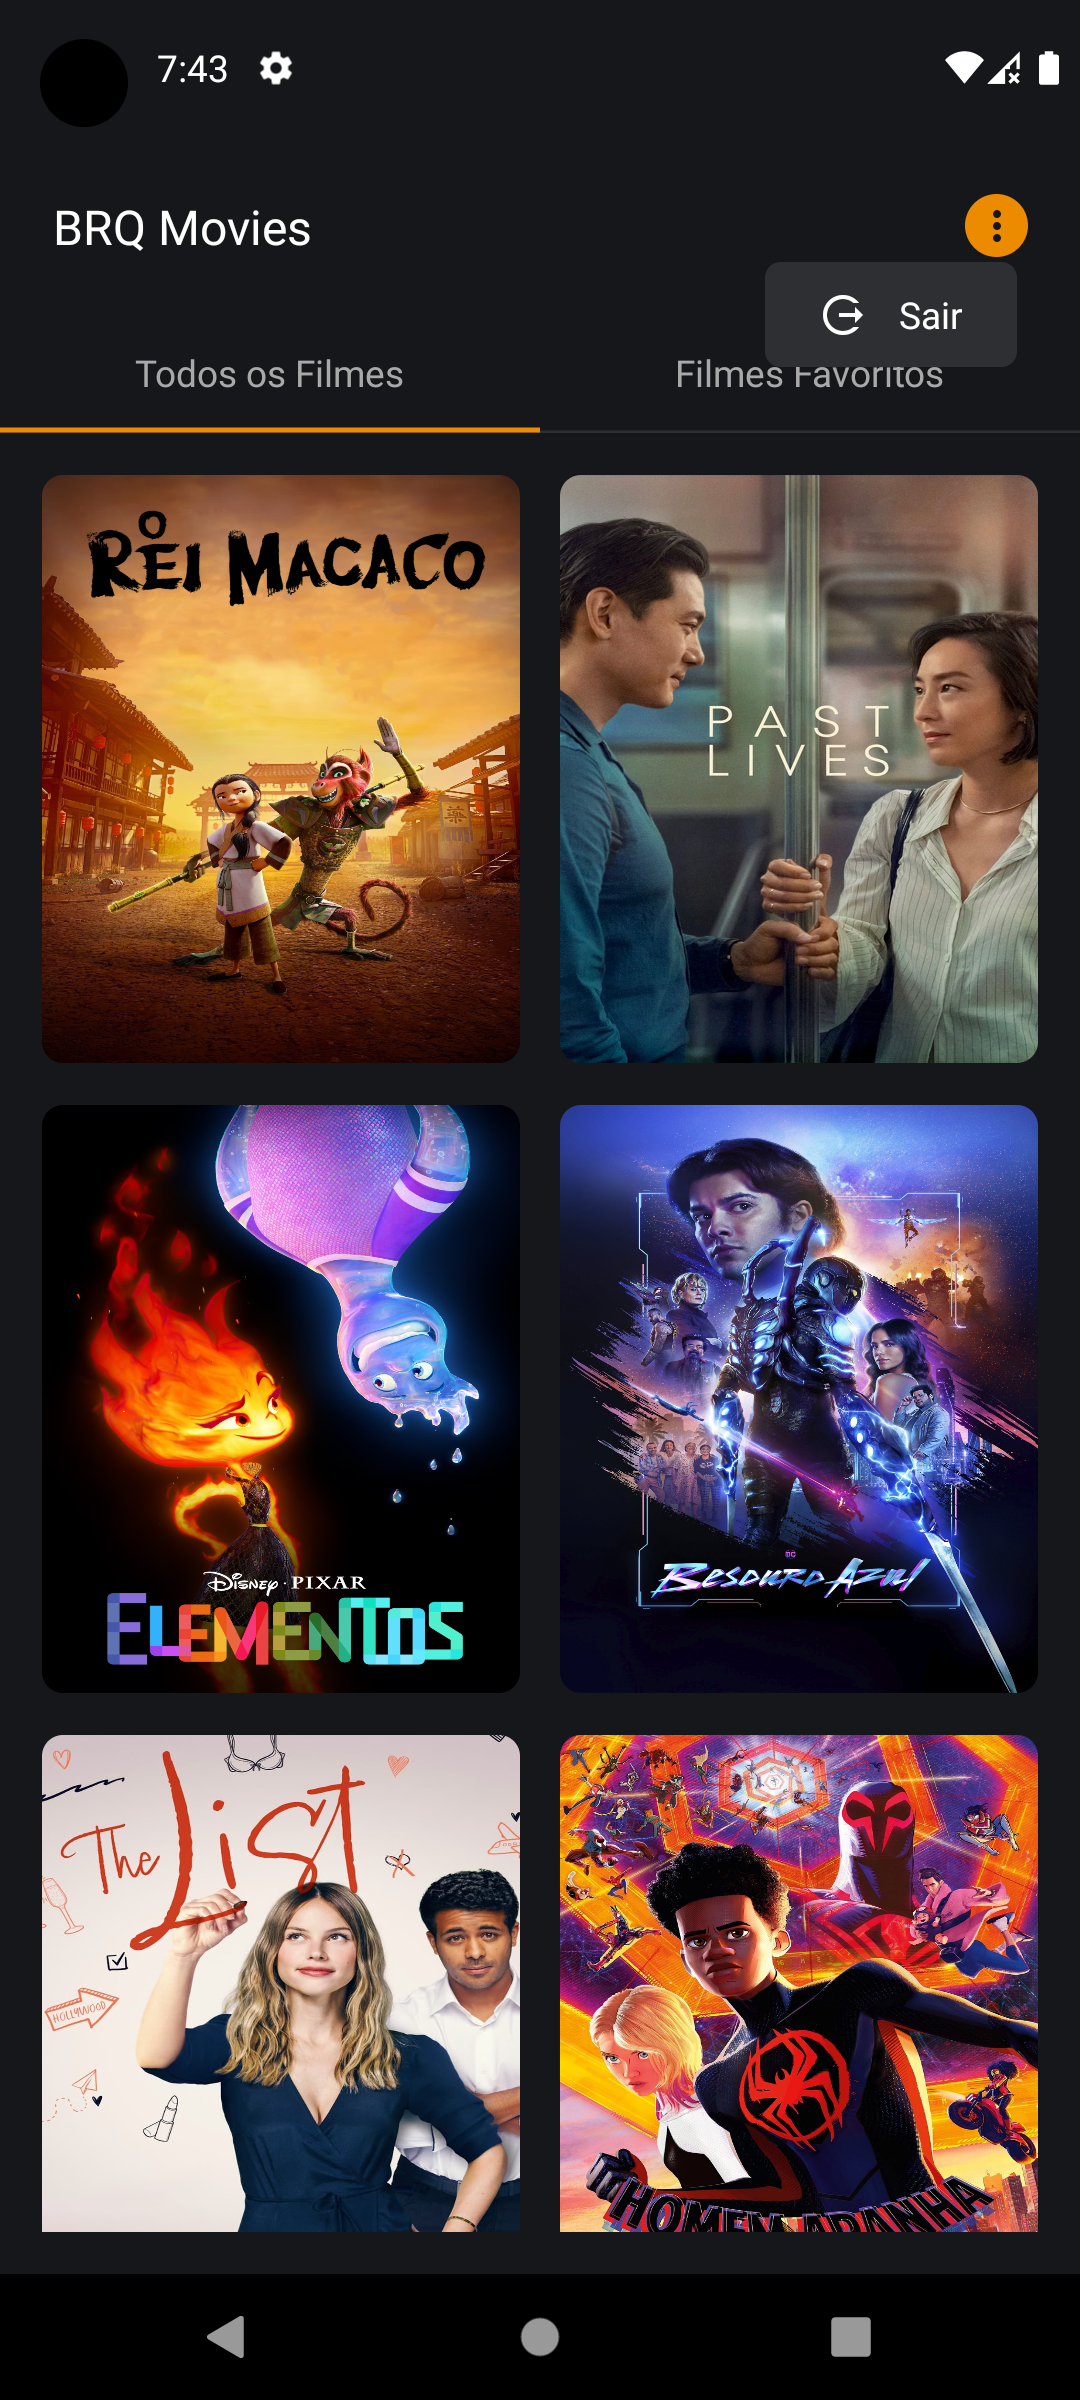 7:43
BRQ Movies
Sair
Todos os Filmes
Filmes Favoritos
O
REI MACACO
PAST
LIVES
Disney · PIXAR
ELEMENTOS
DC
BESOURO AZUL
The List
HOLLYWOOD
HOMEM-ARANHA